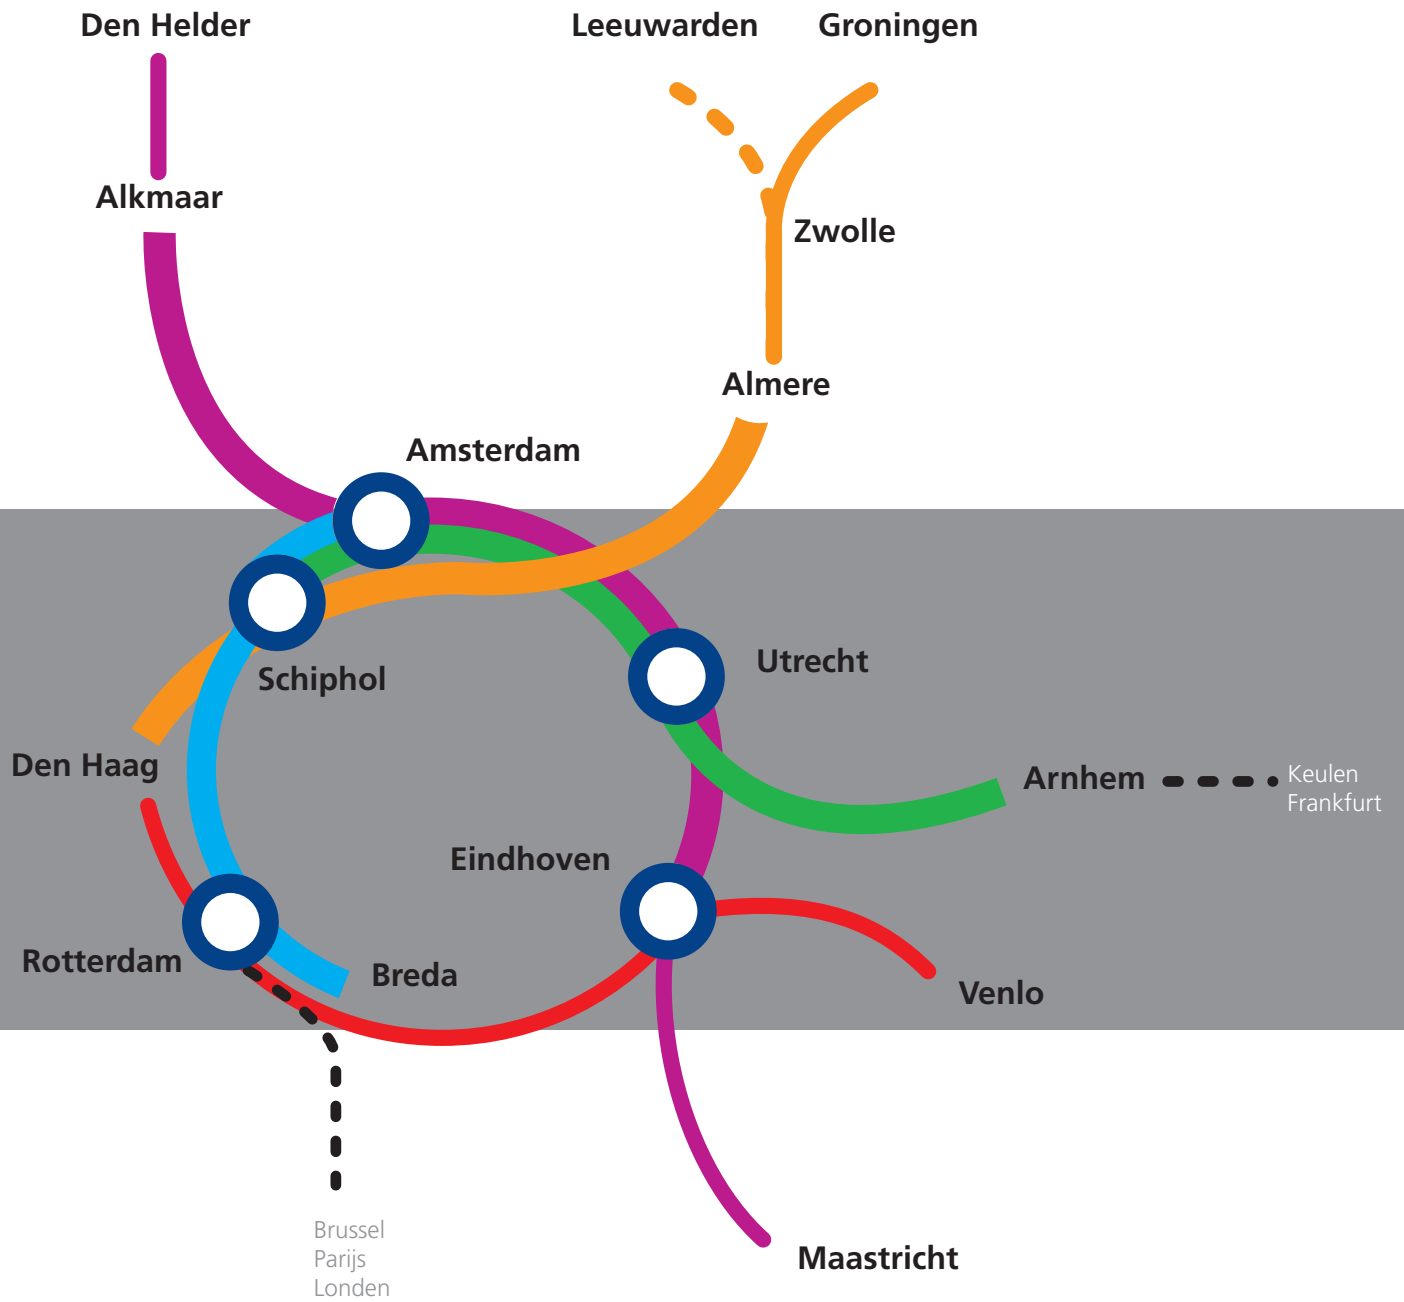 Den Helder
Leeuwarden
Groningen
Alkmaar
Zwolle
Almere
Amsterdam
Utrecht
Schiphol
Den Haag
Arnhem
Keulen
Frankfurt
Eindhoven
Rotterdam
Breda
Venlo
Brussel
Parijs
Londen
Maastricht